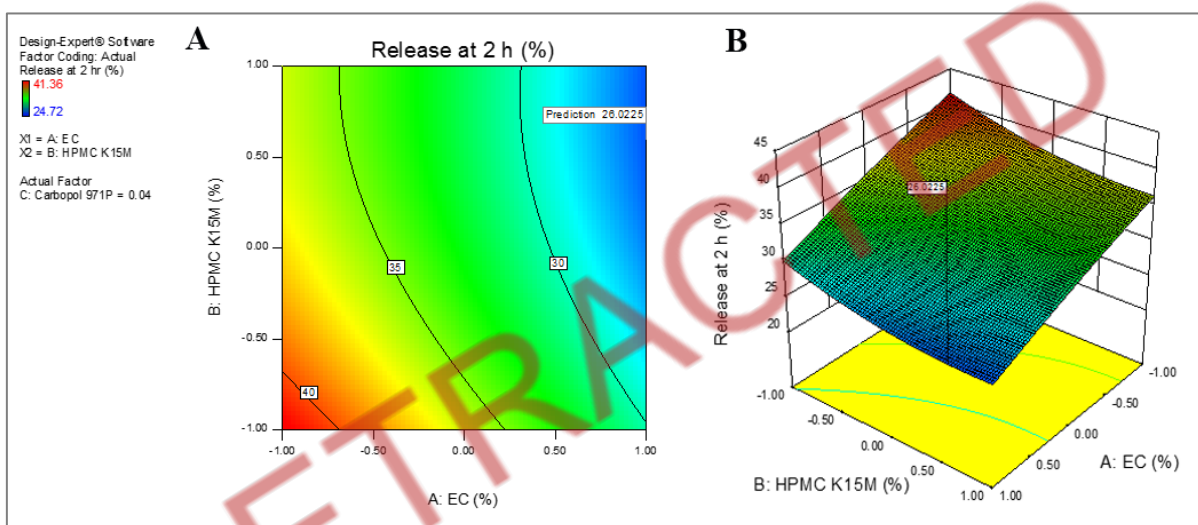 Design-Expert® Software
Factor Coding: Actual
Release at 2 hr (%)
41.36
24.72
X1 = A: EC
X2 = B: HPMC K15M
Actual Factor
C: Carbopol 971P = 0.04
A
Release at 2 h (%)
1.00
0.50
0.00
-0.50
-1.00
B: HPMC K15M (%)
Prediction 26.0225
35
30
40
-1.00
-0.50
0.00
0.50
1.00
A: EC (%)
B
45
40
35
30
25
20
Release at 2 h (%)
26.0225
-1.00
-0.50
0.00
0.50
1.00
B: HPMC K15M (%)
-1.00
-0.50
0.00
0.50
1.00
A: EC (%)
ETRACTED